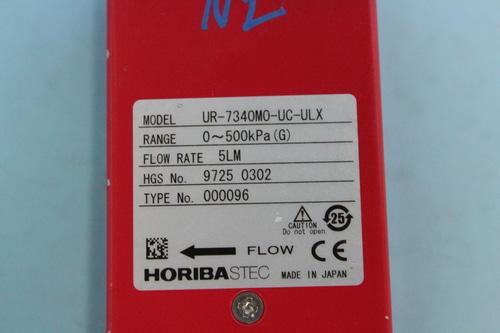 N2
MODEL UR-7340MO-UC-ULX
RANGE 0～500kPa(G)
FLOW RATE 5LM
HGS No. 9725 0302
TYPE No. 000096
25
CAUTION
Do not open.
FLOW CE
HORIBASTEC MADE IN JAPAN